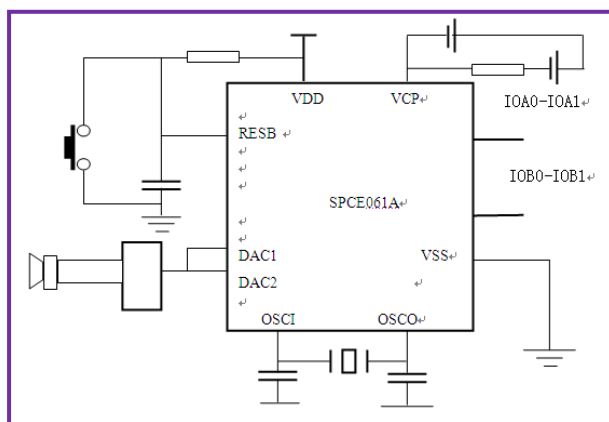 VDD
VCP
IOA0-IOA1
RESB
IOB0-IOB1
SPCE061A
DAC1
VSS
DAC2
OSCI
OSCO